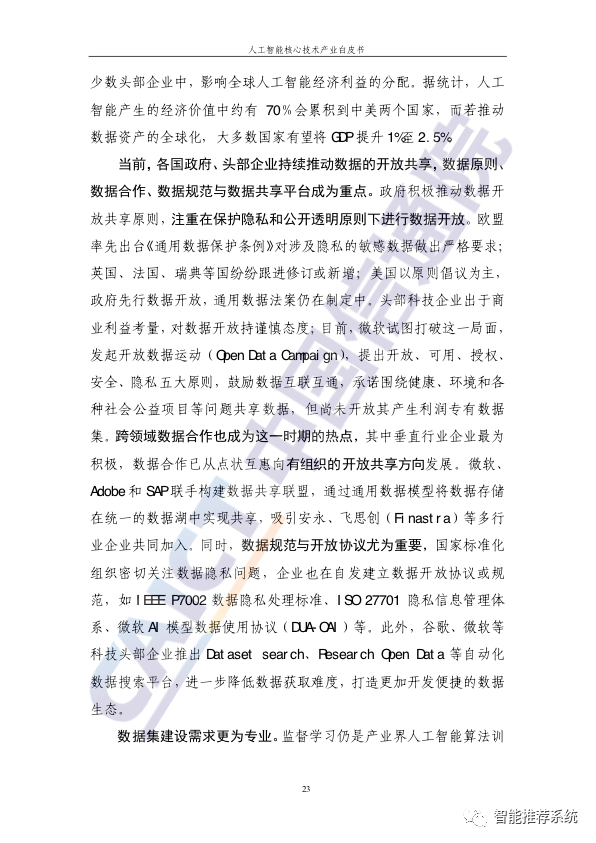 人工智能核心技术产业白皮书
少数头部企业中，影响全球人工智能经济利益的分配。据统计，人工
智能产生的经济价值中约有 70%会累积到中美两个国家，而若推动
数据资产的全球化，大多数国家有望将 GDP 提升 1%至 2.5%。
当前，各国政府、头部企业持续推动数据的开放共享，数据原则、
数据合作、数据规范与数据共享平台成为重点。政府积极推动数据开
放共享原则，注重在保护隐私和公开透明原则下进行数据开放。欧盟
率先出台《通用数据保护条例》对涉及隐私的敏感数据做出严格要求；
英国、法国、瑞典等国纷纷跟进修订或新增；美国以原则倡议为主，
政府先行数据开放，通用数据法案仍在制定中。头部科技企业出于商
业利益考量，对数据开放持谨慎态度；目前，微软试图打破这一局面，
发起开放数据运动（Open Data Campaign），提出开放、可用、授权、
安全、隐私五大原则，鼓励数据互联互通，承诺围绕健康、环境和各
种社会公益项目等问题共享数据，但尚未开放其产生利润专有数据
集。跨领域数据合作也成为这一时期的热点，其中垂直行业企业最为
积极，数据合作已从点状互惠向有组织的开放共享方向发展。微软、
Adobe 和 SAP 联手构建数据共享联盟，通过通用数据模型将数据存储
在统一的数据湖中实现共享，吸引安永、飞思创（Finastra）等多行
业企业共同加入。同时，数据规范与开放协议尤为重要，国家标准化
组织密切关注数据隐私问题，企业也在自发建立数据开放协议或规
范，如 IEEE P7002 数据隐私处理标准、ISO 27701 隐私信息管理体
系、微软 AI 模型数据使用协议（DUA-OAI）等。此外，谷歌、微软等
科技头部企业推出 Dataset search、Research Open Data 等自动化
数据搜索平台，进一步降低数据获取难度，打造更加开发便捷的数据
生态。
数据集建设需求更为专业。监督学习仍是产业界人工智能算法训
23
CAICT 中国信通院
智能推荐系统